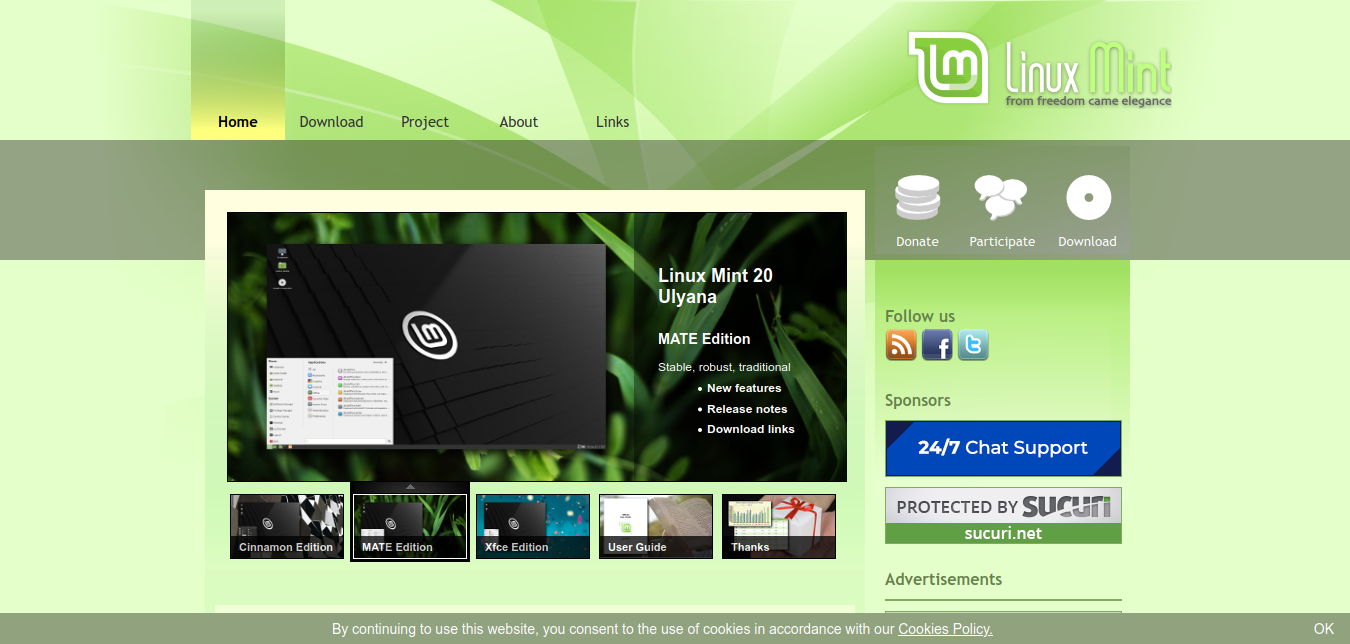 Linux Mint
from freedom came elegance
Home
Download
Project
About
Links
Donate
Participate
Download
Linux Mint 20
Ulyana
MATE Edition
Stable, robust, traditional
New features
Release notes
Download links
Cinnamon Edition
MATE Edition
Xfce Edition
User Guide
Thanks
Follow us
Sponsors
24/7 Chat Support
PROTECTED BY SUCURI
sucuri.net
Advertisements
By continuing to use this website, you consent to the use of cookies in accordance with our Cookies Policy.
OK